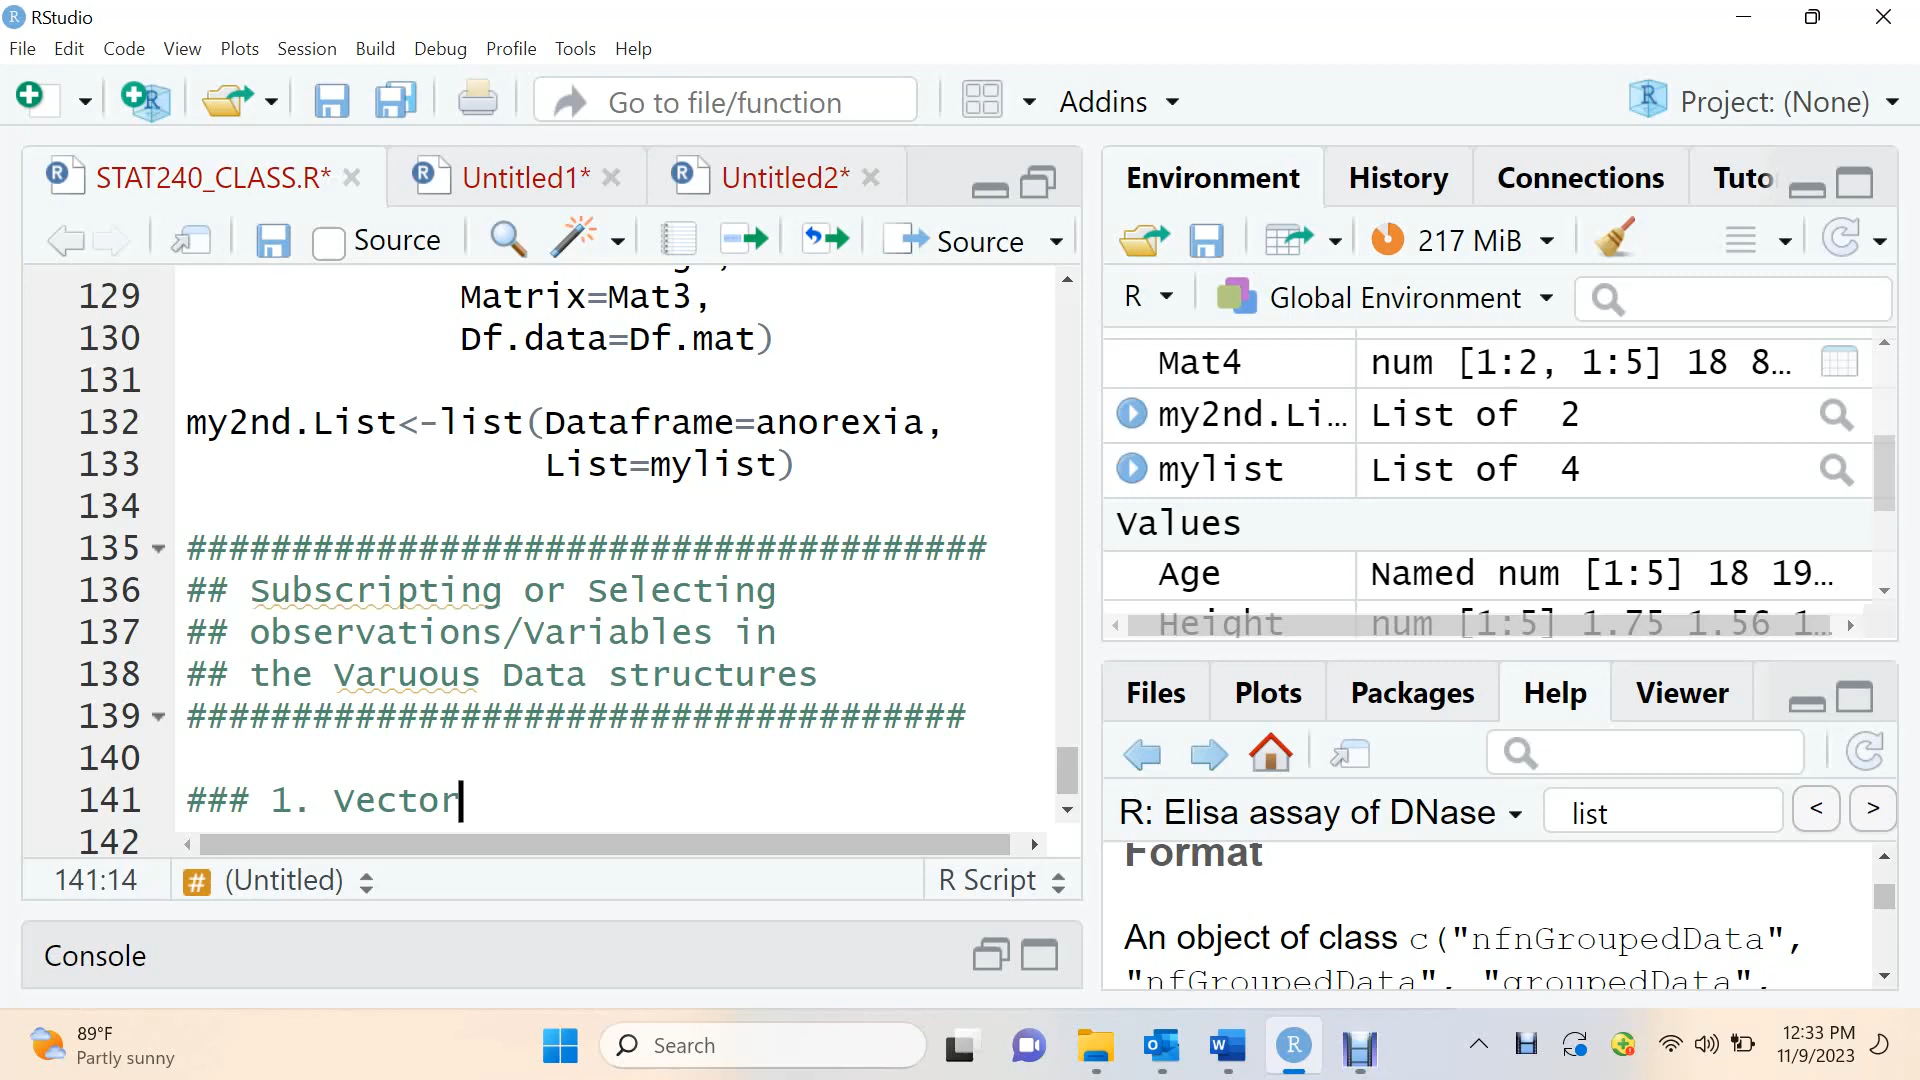 RStudio
File Edit Code View Plots Session Build Debug Profile Tools Help
Go to file/function Addins Project: (None)
STAT240_CLASS.R* Untitled1* Untitled2*
Source Source
129 Matrix=Mat3,
130 Df.data=Df.mat)
131
132 my2nd.List<-list(Dataframe=anorexia,
133 List=mylist)
134
135 ######################################
136 ## Subscripting or Selecting
137 ## observations/Variables in
138 ## the Varuous Data structures
139 #####################################
140
141 ### 1. Vector
142
141:14 # (Untitled) R Script
Console
Environment History Connections Tuto
217 MiB
R Global Environment
Mat4 num [1:2, 1:5] 18 8...
my2nd.Li... List of 2
mylist List of 4
Values
Age Named num [1:5] 18 19...
Height num [1:5] 1.75 1.56 1...
Files Plots Packages Help Viewer
R: Elisa assay of DNase list < >
Format
An object of class c("nfnGroupedData",
"nfGroupedData", "groupedData",
89°F
Partly sunny
Search
12:33 PM
11/9/2023